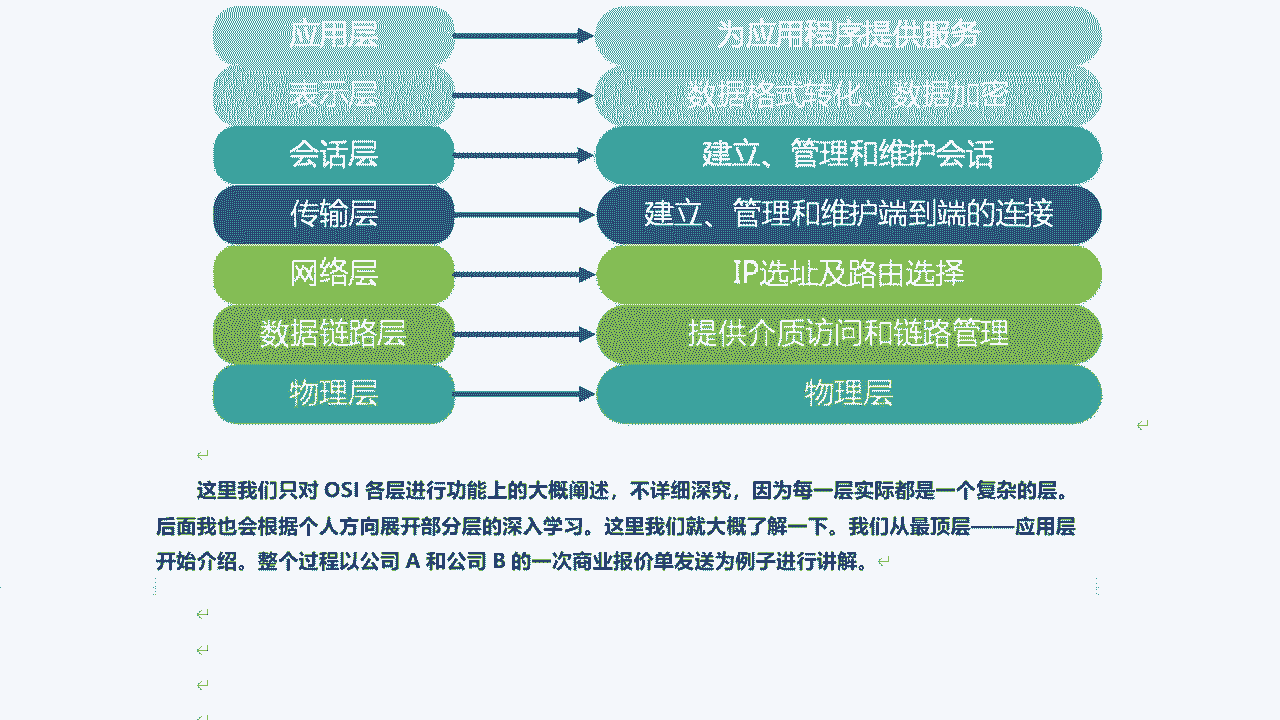 应用层 为应用程序提供服务
表示层 数据格式转化、数据加密
会话层 建立、管理和维护会话
传输层 建立、管理和维护端到端的连接
网络层 IP选址及路由选择
数据链路层 提供介质访问和链路管理
物理层 物理层
这里我们只对 OSI 各层进行功能上的大概阐述，不详细深究，因为每一层实际都是一个复杂的层。
后面我也会根据个人方向展开部分层的深入学习。这里我们就大概了解一下。我们从最顶层——应用层
开始介绍。整个过程以公司 A 和公司 B 的一次商业报价单发送为例子进行讲解。